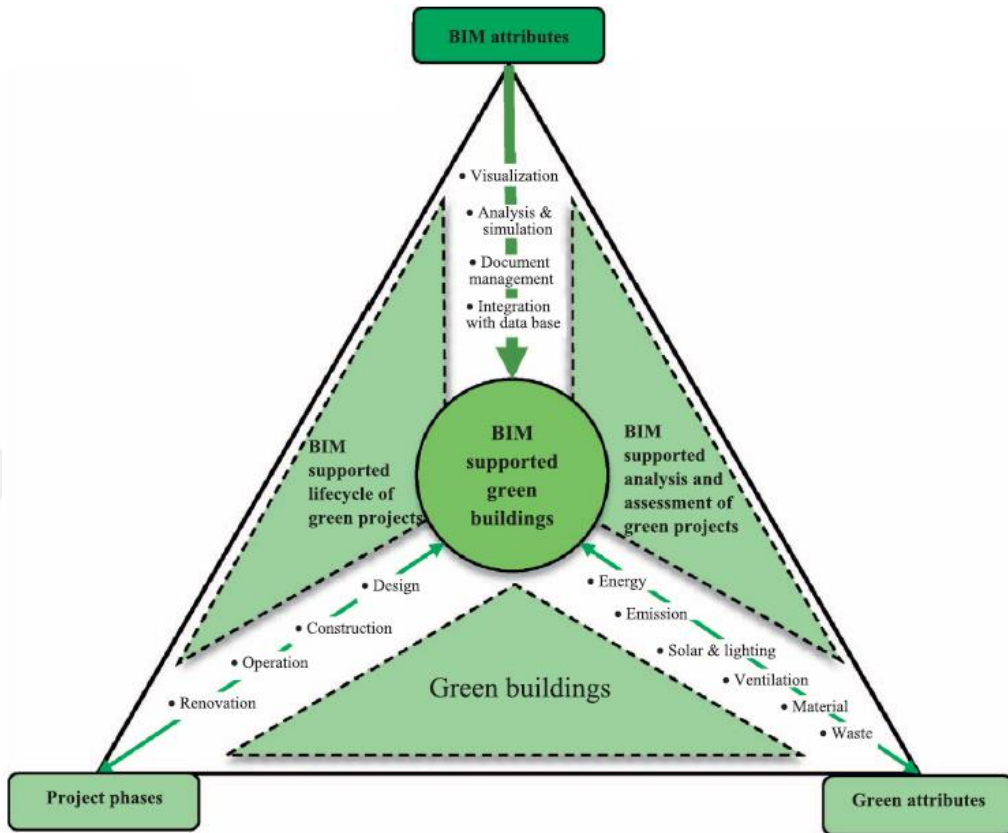 BIM attributes
• Visualization
• Analysis &
simulation
• Document
management
• Integration
with data base
BIM
supported
lifecycle of
green projects
BIM
supported
green
buildings
BIM
supported
analysis and
assessment of
green projects
• Design
• Construction
• Operation
• Renovation
• Energy
• Emission
• Solar & lighting
• Ventilation
• Material
• Waste
Green buildings
Project phases
Green attributes